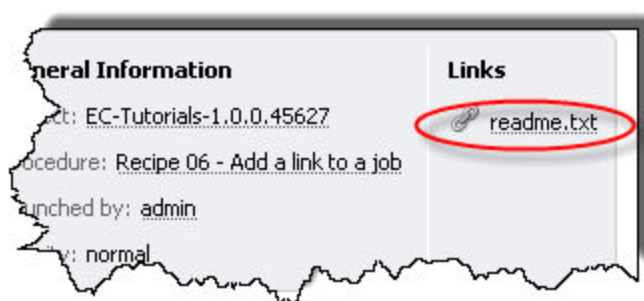 neral Information
ct: EC-Tutorials-1.0.0.45627
ocedure: Recipe 06 - Add a link to a job
unched by: admin
ity: normal
Links
readme.txt